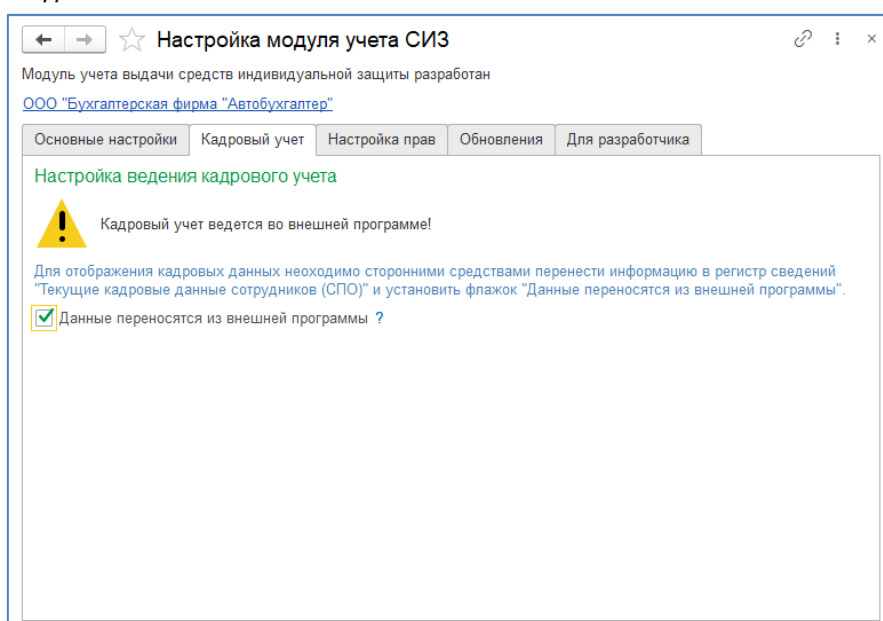 Настройка модуля учета СИЗ
Модуль учета выдачи средств индивидуальной защиты разработан
ООО "Бухгалтерская фирма "Автобухгалтер"
Основные настройки Кадровый учет Настройка прав Обновления Для разработчика
Настройка ведения кадрового учета
Кадровый учет ведется во внешней программе!
Для отображения кадровых данных неоходимо сторонними средствами перенести информацию в регистр сведений
"Текущие кадровые данные сотрудников (СПО)" и установить флажок "Данные переносятся из внешней программы".
Данные переносятся из внешней программы ?